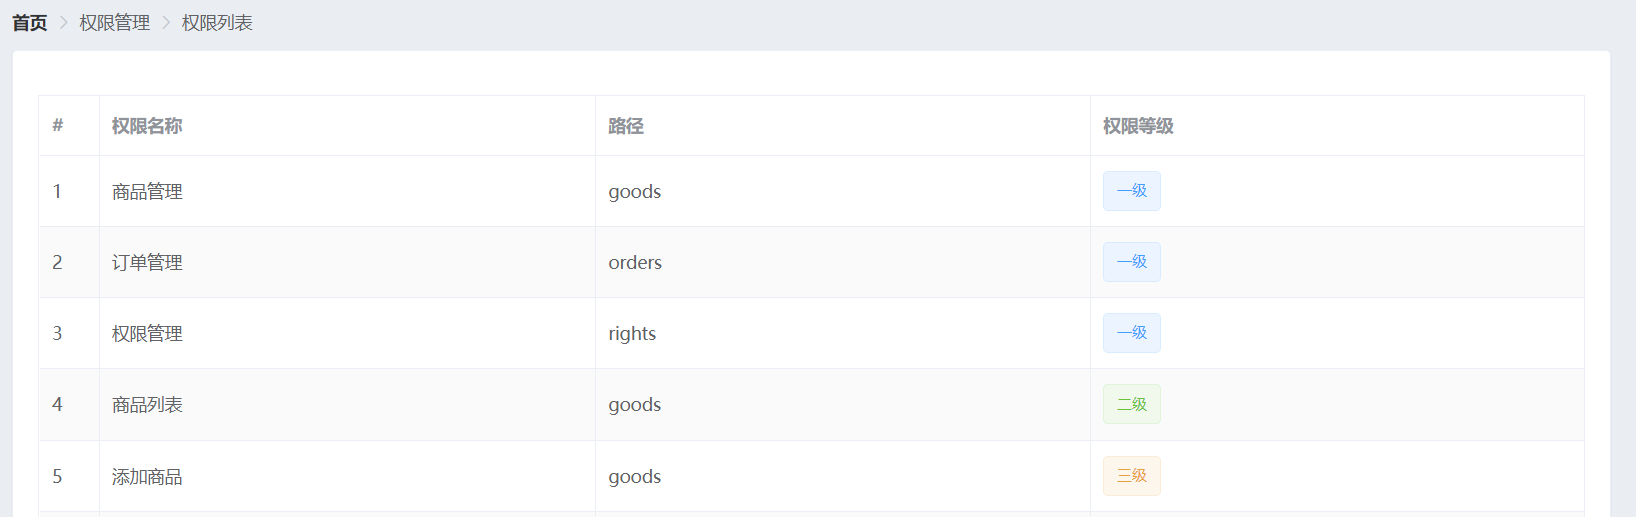 首页 > 权限管理 > 权限列表
# 权限名称 路径 权限等级
1 商品管理 goods 一级
2 订单管理 orders 一级
3 权限管理 rights 一级
4 商品列表 goods 二级
5 添加商品 goods 三级